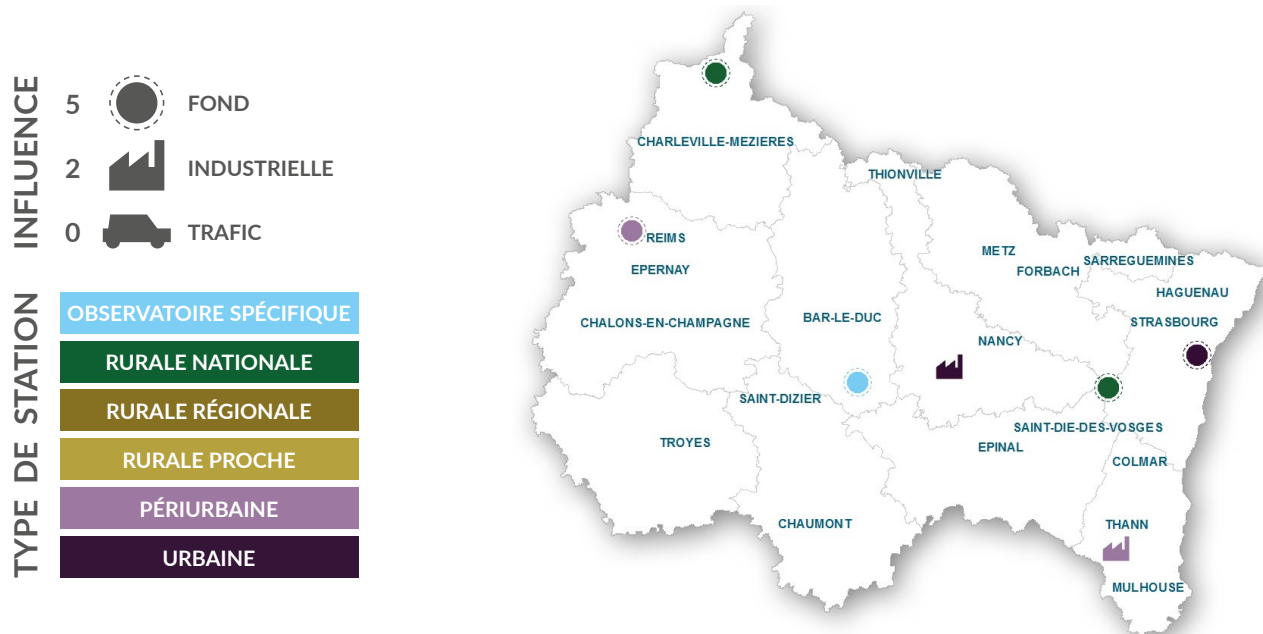 INFLUENCE
5 FOND
2 INDUSTRIELLE
0 TRAFIC
TYPE DE STATION
OBSERVATOIRE SPÉCIFIQUE
RURALE NATIONALE
RURALE RÉGIONALE
RURALE PROCHE
PÉRIURBAINE
URBAINE
CHARLEVILLE-MEZIERES
THIONVILLE
REIMS
METZ
SARREGUEMINES
EPERNAY
FORBACH
HAGUENAU
CHALONS-EN-CHAMPAGNE
BAR-LE-DUC
STRASBOURG
NANCY
SAINT-DIZIER
SAINT-DIE-DES-VOSGES
TROYES
EPINAL
COLMAR
CHAUMONT
THANN
MULHOUSE